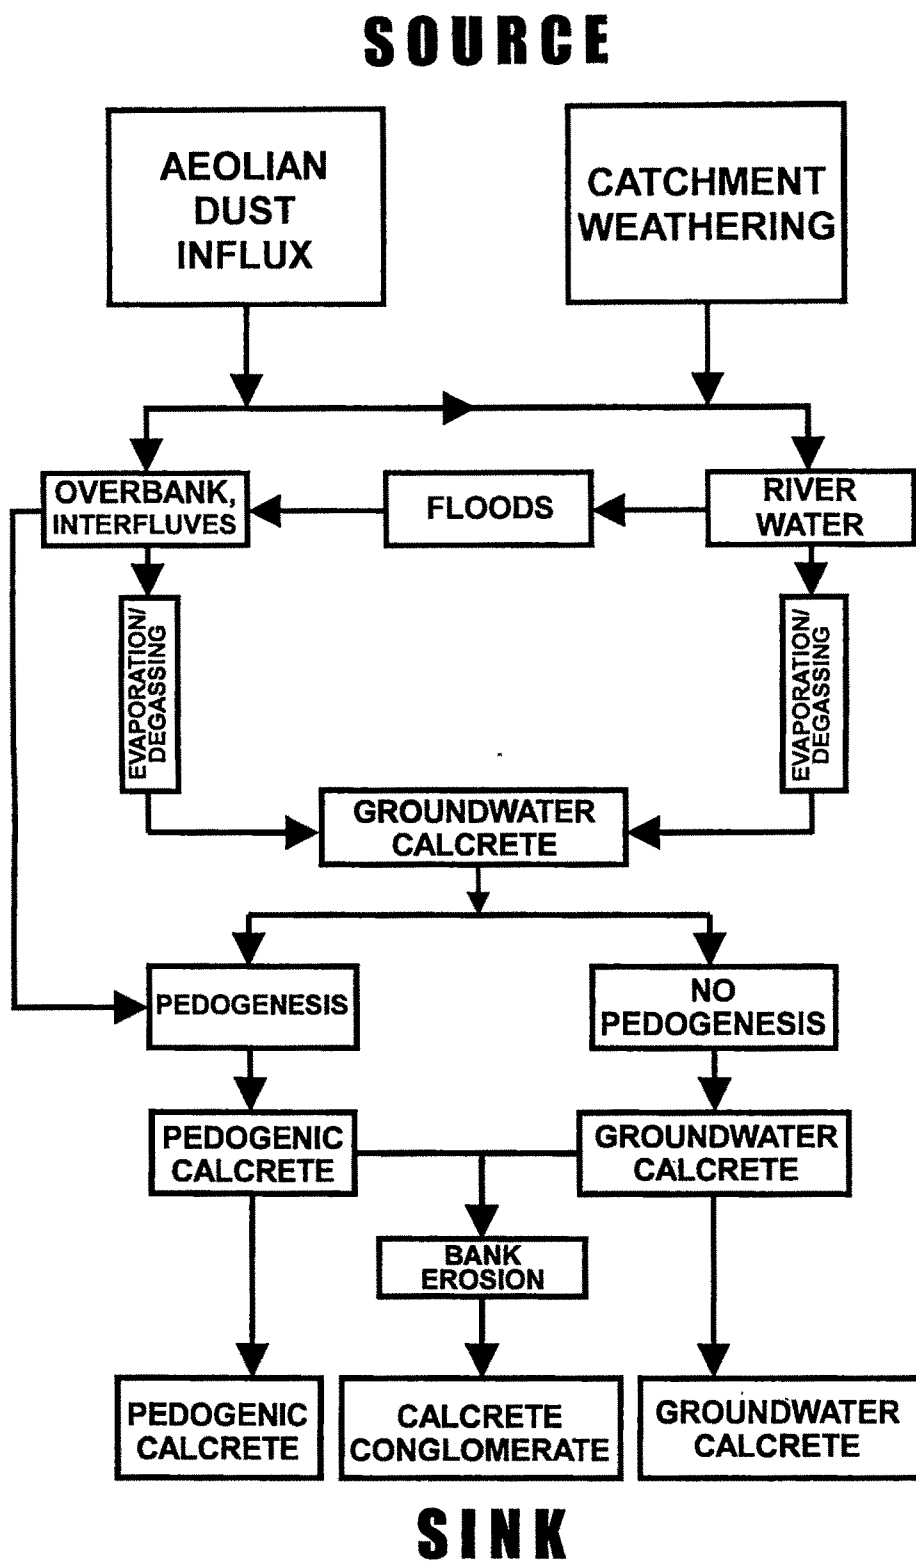 SOURCE
AEOLIAN
DUST
INFLUX
CATCHMENT
WEATHERING
OVERBANK,
INTERFLUVES
FLOODS
RIVER
WATER
EVAPORATION/
DEGASSING
EVAPORATION/
DEGASSING
GROUNDWATER
CALCRETE
PEDOGENESIS
NO
PEDOGENESIS
PEDOGENIC
CALCRETE
GROUNDWATER
CALCRETE
BANK
EROSION
PEDOGENIC
CALCRETE
CALCRETE
CONGLOMERATE
GROUNDWATER
CALCRETE
SINK